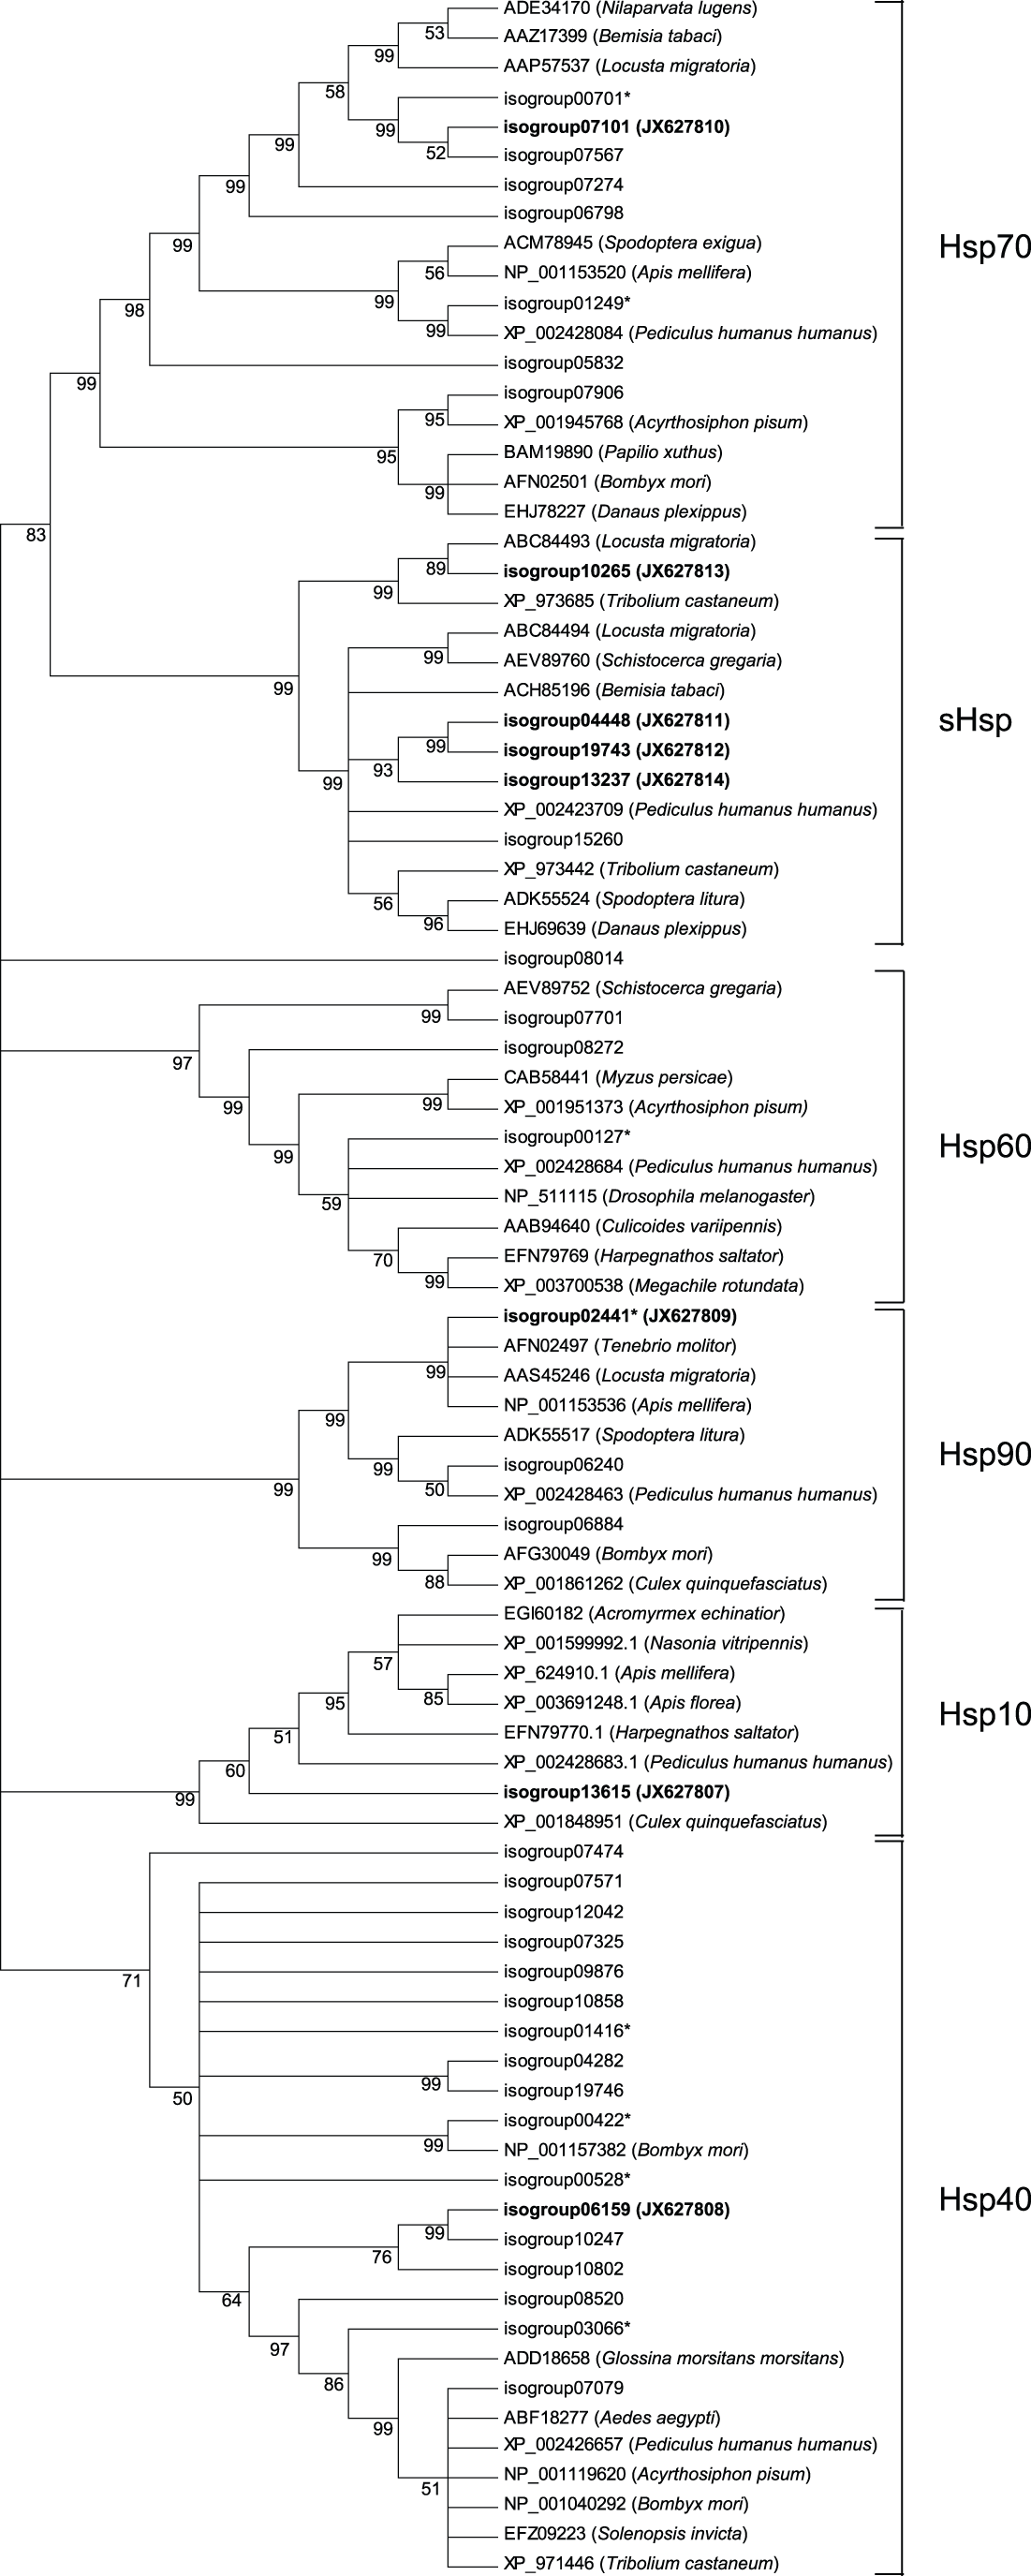 ADE34170 (Nilaparvata lugens)
53
AAZ17399 (Bemisia tabaci)
99
AAP57537 (Locusta migratoria)
58
isogroup00701*
99
isogroup07101 (JX627810)
99
52
isogroup07567
99
isogroup07274
isogroup06798
99
ACM78945 (Spodoptera exigua)
Hsp70
56
NP_001153520 (Apis mellifera)
99
isogroup01249*
98
99
XP_002428084 (Pediculus humanus humanus)
isogroup05832
99
isogroup07906
95
XP_001945768 (Acyrthosiphon pisum)
95
BAM19890 (Papilio xuthus)
AFN02501 (Bombyx mori)
99
EHJ78227 (Danaus plexippus)
83
ABC84493 (Locusta migratoria)
89
isogroup10265 (JX627813)
99
XP_973685 (Tribolium castaneum)
ABC84494 (Locusta migratoria)
99
AEV89760 (Schistocerca gregaria)
99
ACH85196 (Bemisia tabaci)
isogroup04448 (JX627811)
sHsp
99
isogroup19743 (JX627812)
93
99
isogroup13237 (JX627814)
XP_002423709 (Pediculus humanus humanus)
isogroup15260
XP_973442 (Tribolium castaneum)
56
ADK55524 (Spodoptera litura)
96
EHJ69639 (Danaus plexippus)
isogroup08014
AEV89752 (Schistocerca gregaria)
99
isogroup07701
97
isogroup08272
CAB58441 (Myzus persicae)
99
99
XP_001951373 (Acyrthosiphon pisum)
isogroup00127*
Hsp60
99
XP_002428684 (Pediculus humanus humanus)
59
NP_511115 (Drosophila melanogaster)
AAB94640 (Culicoides variipennis)
70
EFN79769 (Harpegnathos saltator)
99
XP_003700538 (Megachile rotundata)
isogroup02441* (JX627809)
AFN02497 (Tenebrio molitor)
99
AAS45246 (Locusta migratoria)
NP_001153536 (Apis mellifera)
99
ADK55517 (Spodoptera litura)
Hsp90
99
isogroup06240
99
50
XP_002428463 (Pediculus humanus humanus)
isogroup06884
99
AFG30049 (Bombyx mori)
88
XP_001861262 (Culex quinquefasciatus)
EGI60182 (Acromyrmex echinatior)
XP_001599992.1 (Nasonia vitripennis)
57
XP_624910.1 (Apis mellifera)
95
85
XP_003691248.1 (Apis florea)
Hsp10
51
EFN79770.1 (Harpegnathos saltator)
60
XP_002428683.1 (Pediculus humanus humanus)
99
isogroup13615 (JX627807)
XP_001848951 (Culex quinquefasciatus)
isogroup07474
isogroup07571
isogroup12042
isogroup07325
71
isogroup09876
isogroup10858
isogroup01416*
isogroup04282
99
50
isogroup19746
isogroup00422*
99
NP_001157382 (Bombyx mori)
isogroup00528*
Hsp40
isogroup06159 (JX627808)
99
isogroup10247
76
isogroup10802
64
isogroup08520
97
isogroup03066*
86
ADD18658 (Glossina morsitans morsitans)
isogroup07079
99
ABF18277 (Aedes aegypti)
XP_002426657 (Pediculus humanus humanus)
NP_001119620 (Acyrthosiphon pisum)
51
NP_001040292 (Bombyx mori)
EFZ09223 (Solenopsis invicta)
XP_971446 (Tribolium castaneum)